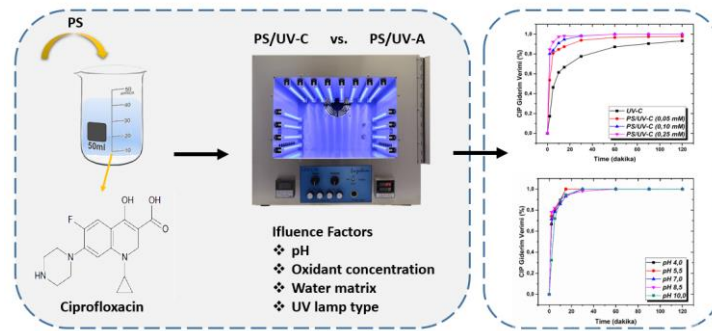 PS
50ml
50
40
30
20
10
OH
O
OH
F
N
N
HN
Ciprofloxacin
PS/UV-C vs. PS/UV-A
Ifluence Factors
❖ pH
❖ Oxidant concentration
❖ Water matrix
❖ UV lamp type
CIP Giderim Verimi (%)
1,0
0,8
0,6
0,4
0,2
0,0
UV-C
PS/UV-C (0,05 mM)
PS/UV-C (0,10 mM)
PS/UV-C (0,25 mM)
0 20 40 60 80 100 120
Time (dakika)
CIP Giderim Verimi (%)
1,0
0,8
0,6
0,4
0,2
0,0
pH 4,0
pH 5,5
pH 7,0
pH 8,5
pH 10,0
0 20 40 60 80 100 120
Time (dakika)